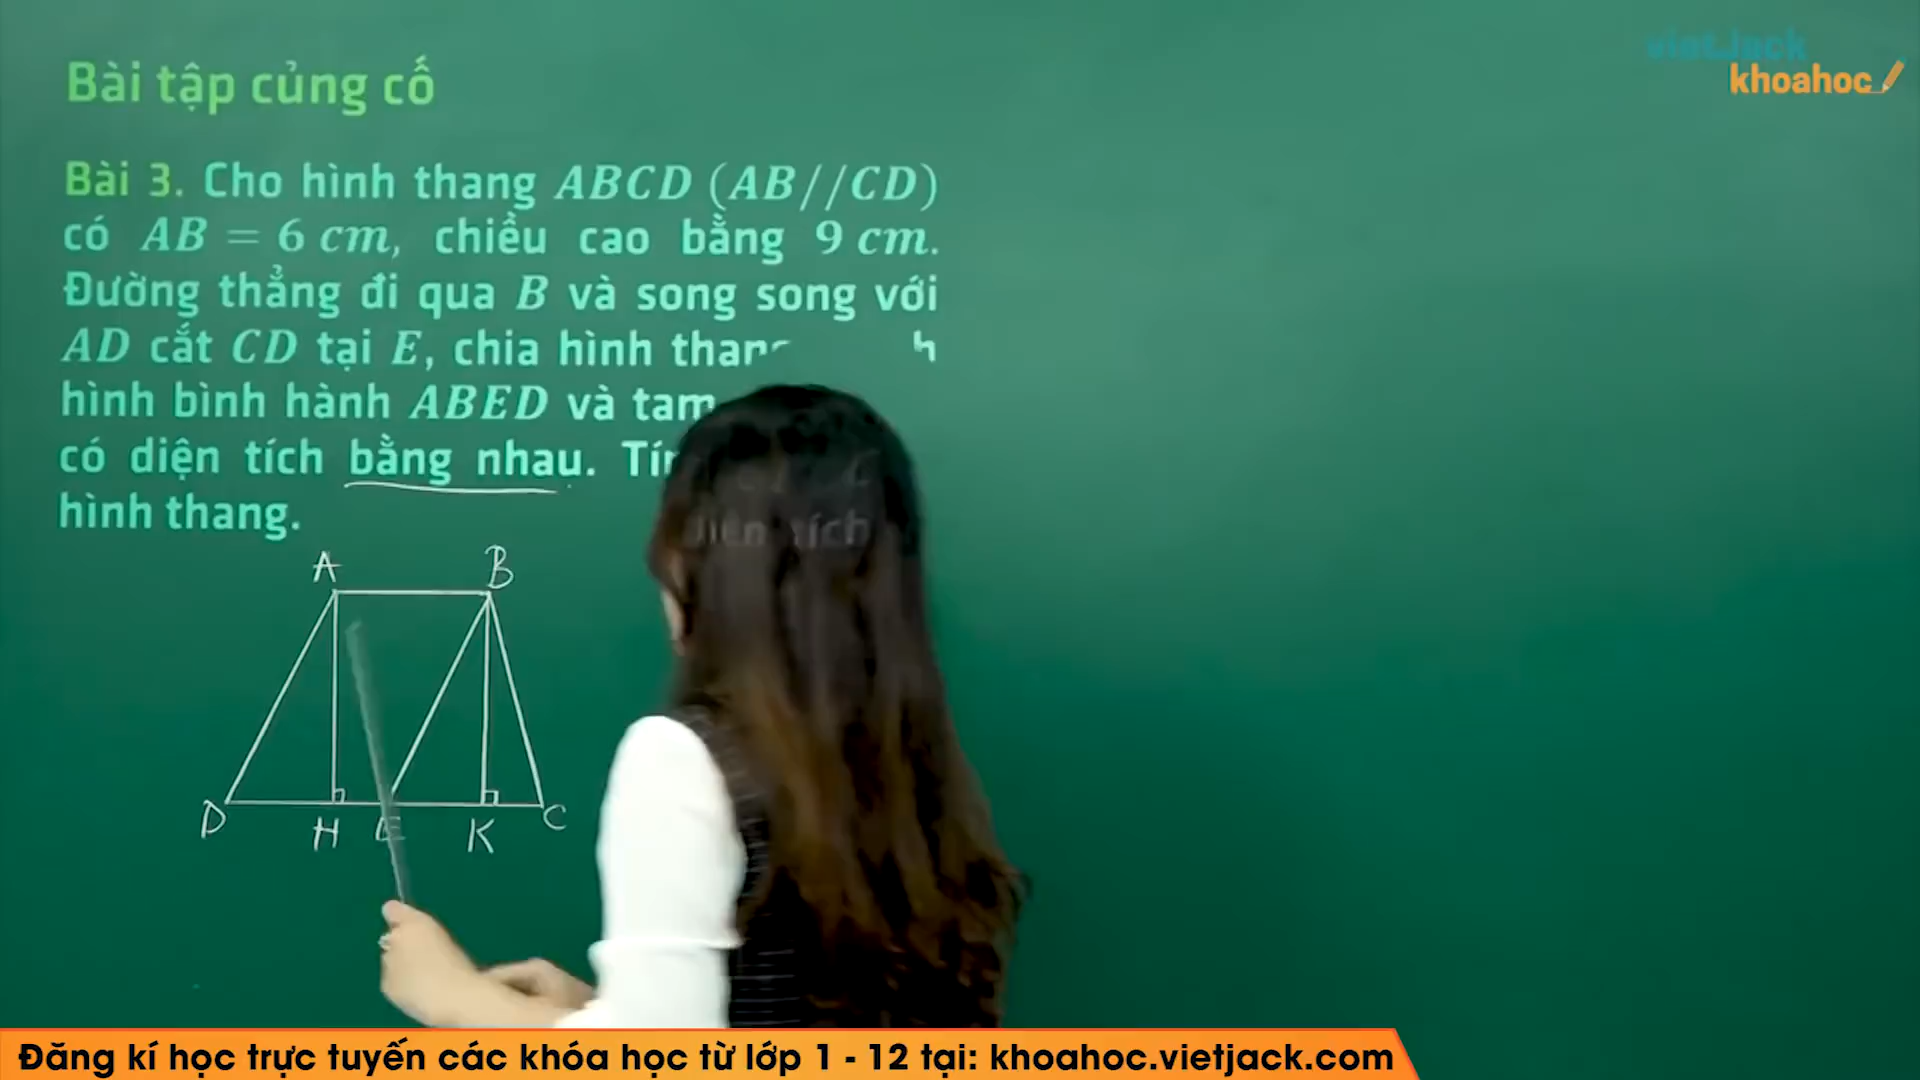 vietJack
khoahoc
Bài tập củng cố
Bài 3. Cho hình thang ABCD (AB//CD)
có AB = 6 cm, chiều cao bằng 9 cm.
Đường thẳng đi qua B và song song với
AD cắt CD tại E, chia hình
hình bình hành ABED và
có diện tích bằng nhau.
hình thang.
A B
D H E K C
Đăng kí học trực tuyến các khóa học từ lớp 1 - 12 tại: khoahoc.vietjack.com